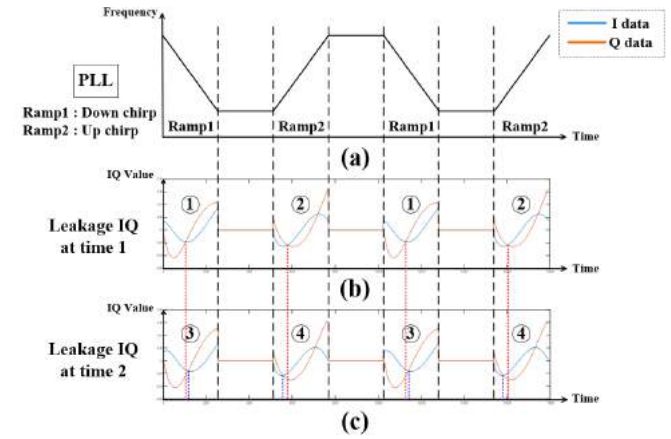 Frequency
I data
Q data
PLL
Ramp1 : Down chirp
Ramp2 : Up chirp
Ramp1
Ramp2
Ramp1
Ramp2
Time
(a)
IQ Value
Leakage IQ
at time 1
①
②
①
②
Time
(b)
IQ Value
Leakage IQ
at time 2
③
④
③
④
Time
(c)